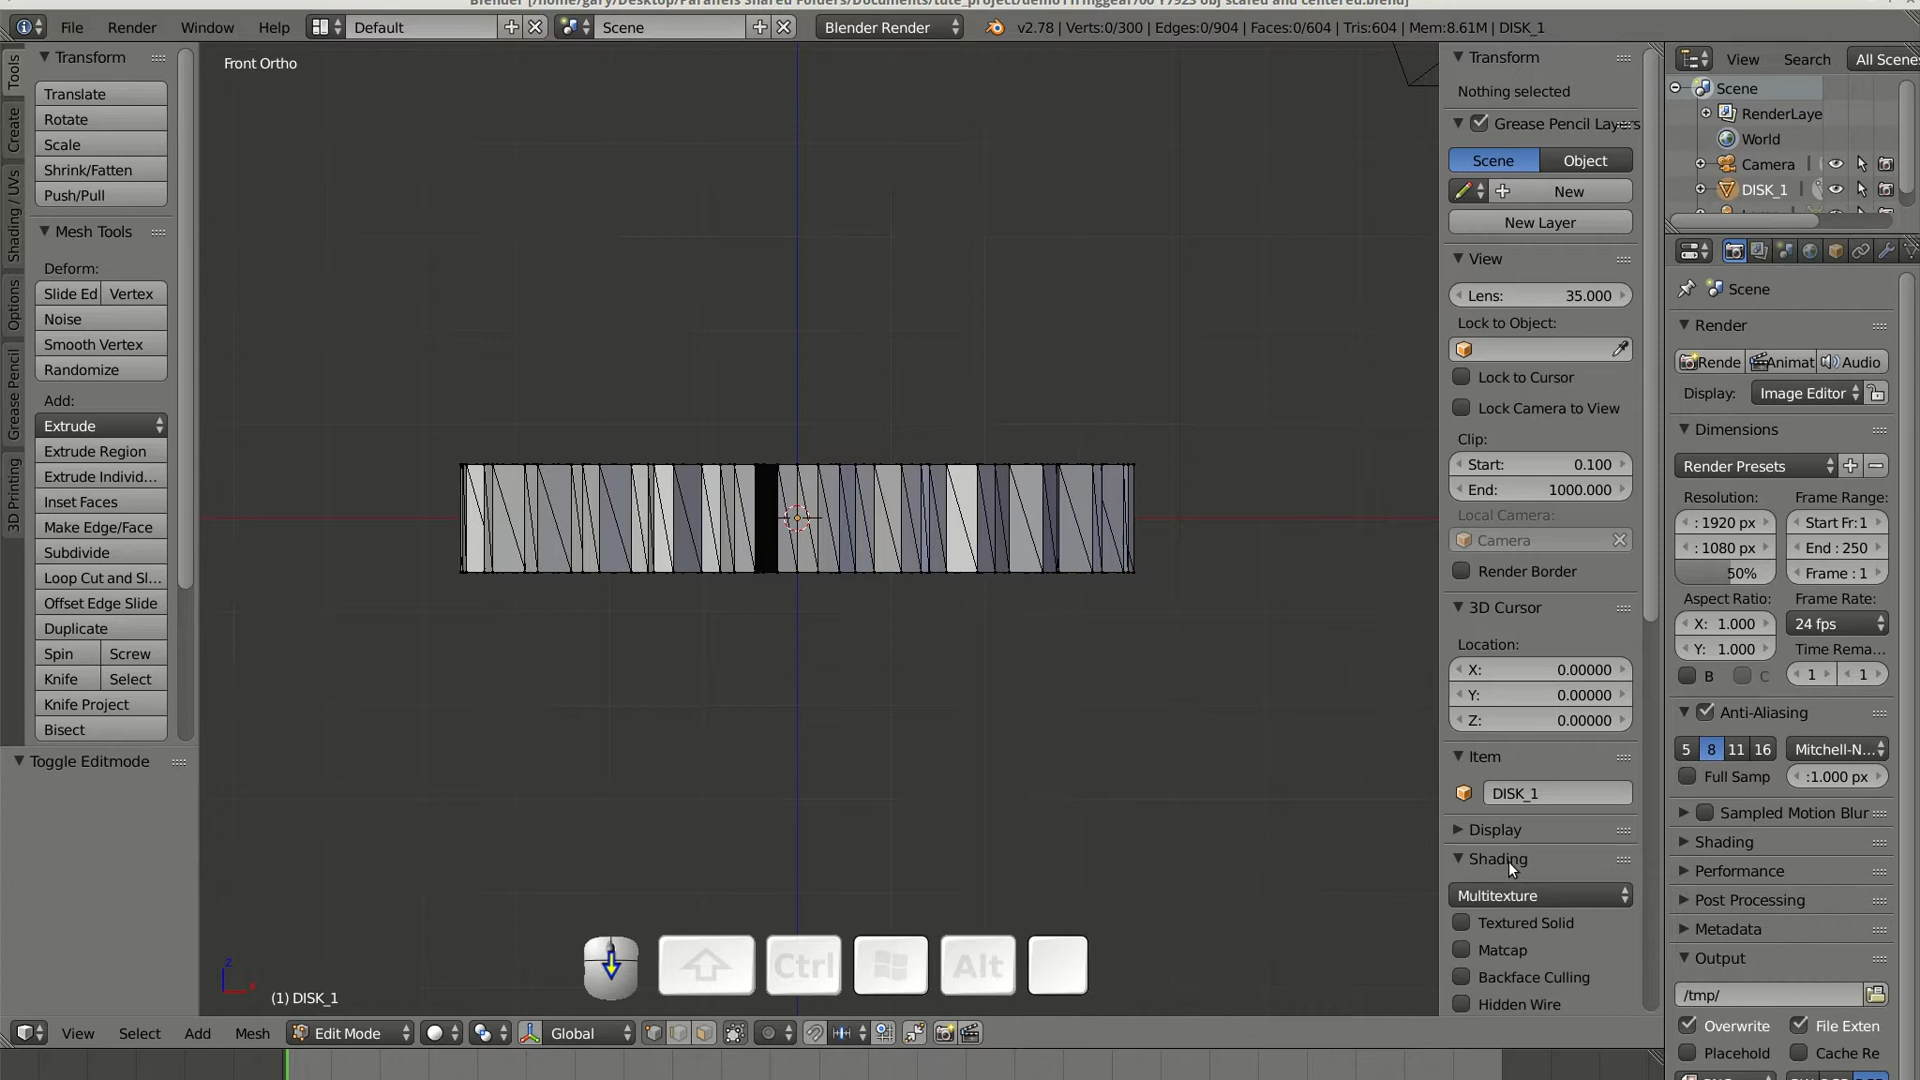 Blender [/home/gary/Desktop/Parallels Shared Folders/Documents/tute_project/
File Render Window Help Default Scene Blender Render v2.78 | Verts:0/300 | Edges:0/904 | Faces:0/604 | Tris:604 | Mem:8.61M | DISK_1
Tools
Create
Shading / UVs
Options
Grease Pencil
3D Printing
Transform
Translate
Rotate
Scale
Shrink/Fatten
Push/Pull
Mesh Tools
Deform:
Slide Ed Vertex
Noise
Smooth Vertex
Randomize
Add:
Extrude
Extrude Region
Extrude Individ...
Inset Faces
Make Edge/Face
Subdivide
Loop Cut and Sl...
Offset Edge Slide
Duplicate
Spin Screw
Knife Select
Knife Project
Bisect
Toggle Editmode
Front Ortho
Ctrl Alt
z
x
(1) DISK_1
View Select Add Mesh Edit Mode Global
Transform
Nothing selected
Grease Pencil Layers
Scene Object
New
New Layer
View
Lens: 35.000
Lock to Object:
Lock to Cursor
Lock Camera to View
Clip:
Start: 0.100
End: 1000.000
Local Camera:
Camera
Render Border
3D Cursor
Location:
X: 0.00000
Y: 0.00000
Z: 0.00000
Item
DISK_1
Display
Shading
Multitexture
Textured Solid
Matcap
Backface Culling
Hidden Wire
View Search All Scenes
Scene
RenderLaye
World
Camera
DISK_1
Scene
Render
Rende Animat Audio
Display: Image Editor
Dimensions
Render Presets
Resolution: Frame Range:
: 1920 px Start Fr:1
: 1080 px End : 250
50% Frame : 1
Aspect Ratio: Frame Rate:
X: 1.000 24 fps
Y: 1.000 Time Rema...
B C 1 1
Anti-Aliasing
5 8 11 16 Mitchell-N...
Full Samp :1.000 px
Sampled Motion Blur
Shading
Performance
Post Processing
Metadata
Output
/tmp/
Overwrite File Exten
Placehold Cache Re